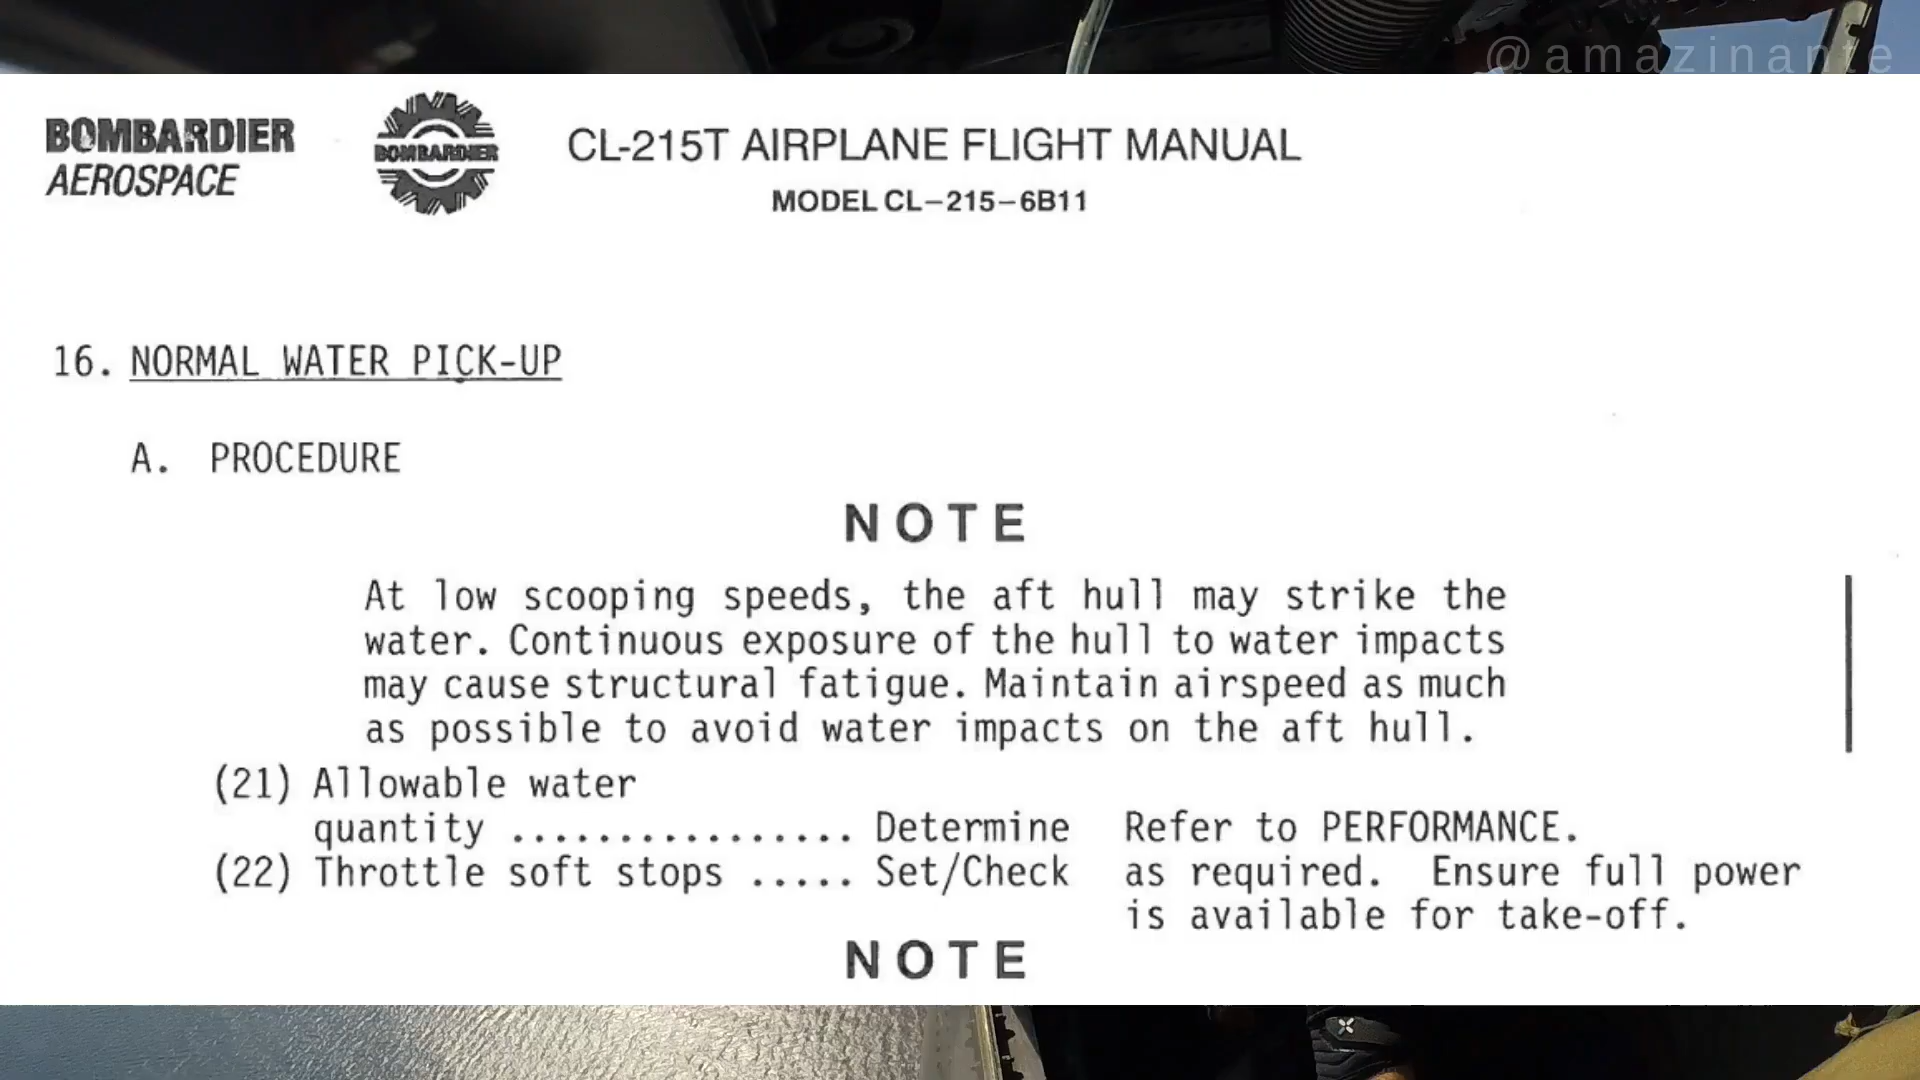 @amazinante
BOMBARDIER
AEROSPACE
BOMBARDIER
CL-215T AIRPLANE FLIGHT MANUAL
MODEL CL-215-6B11
16. NORMAL WATER PICK-UP
A. PROCEDURE
NOTE
At low scooping speeds, the aft hull may strike the
water. Continuous exposure of the hull to water impacts
may cause structural fatigue. Maintain airspeed as much
as possible to avoid water impacts on the aft hull.
(21) Allowable water
quantity ................ Determine Refer to PERFORMANCE.
(22) Throttle soft stops ..... Set/Check as required. Ensure full power
is available for take-off.
NOTE